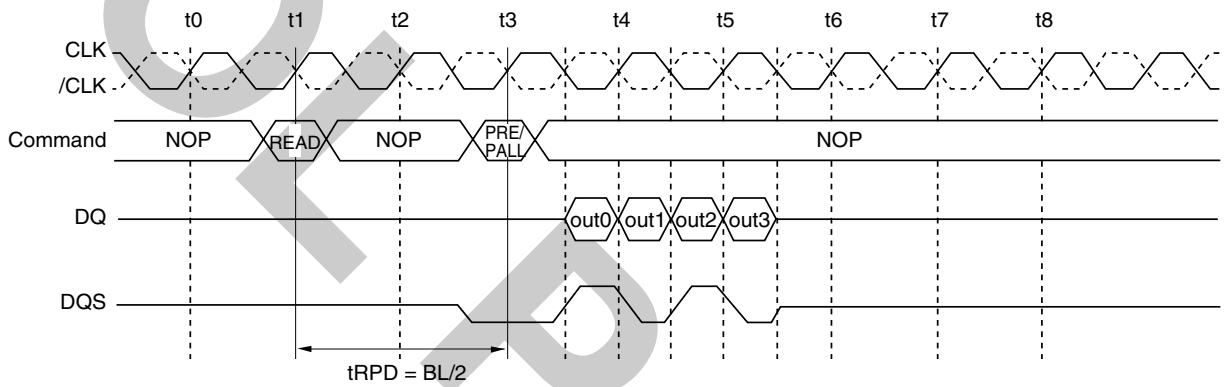 t0 t1 t2 t3 t4 t5 t6 t7 t8
CLK
/CLK
Command NOP READ NOP PRE/ PALL NOP
DQ out0 out1 out2 out3
DQS
tRPD = BL/2